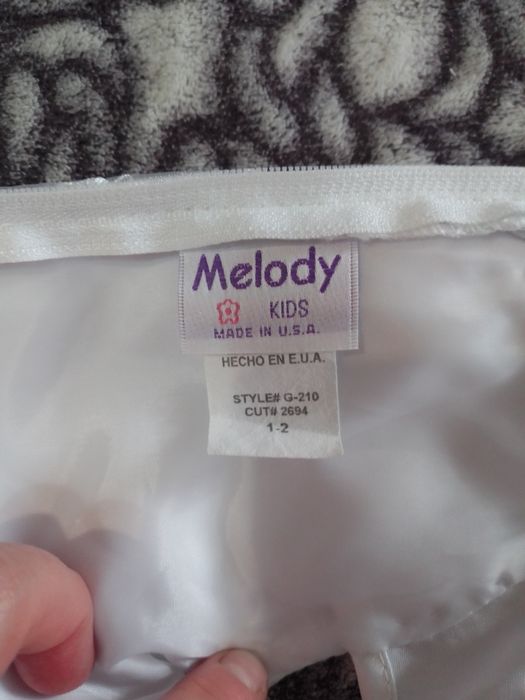 Melody
KIDS
MADE IN U.S.A.
HECHO EN E.U.A.
STYLE# G-210
CUT# 2694
1-2